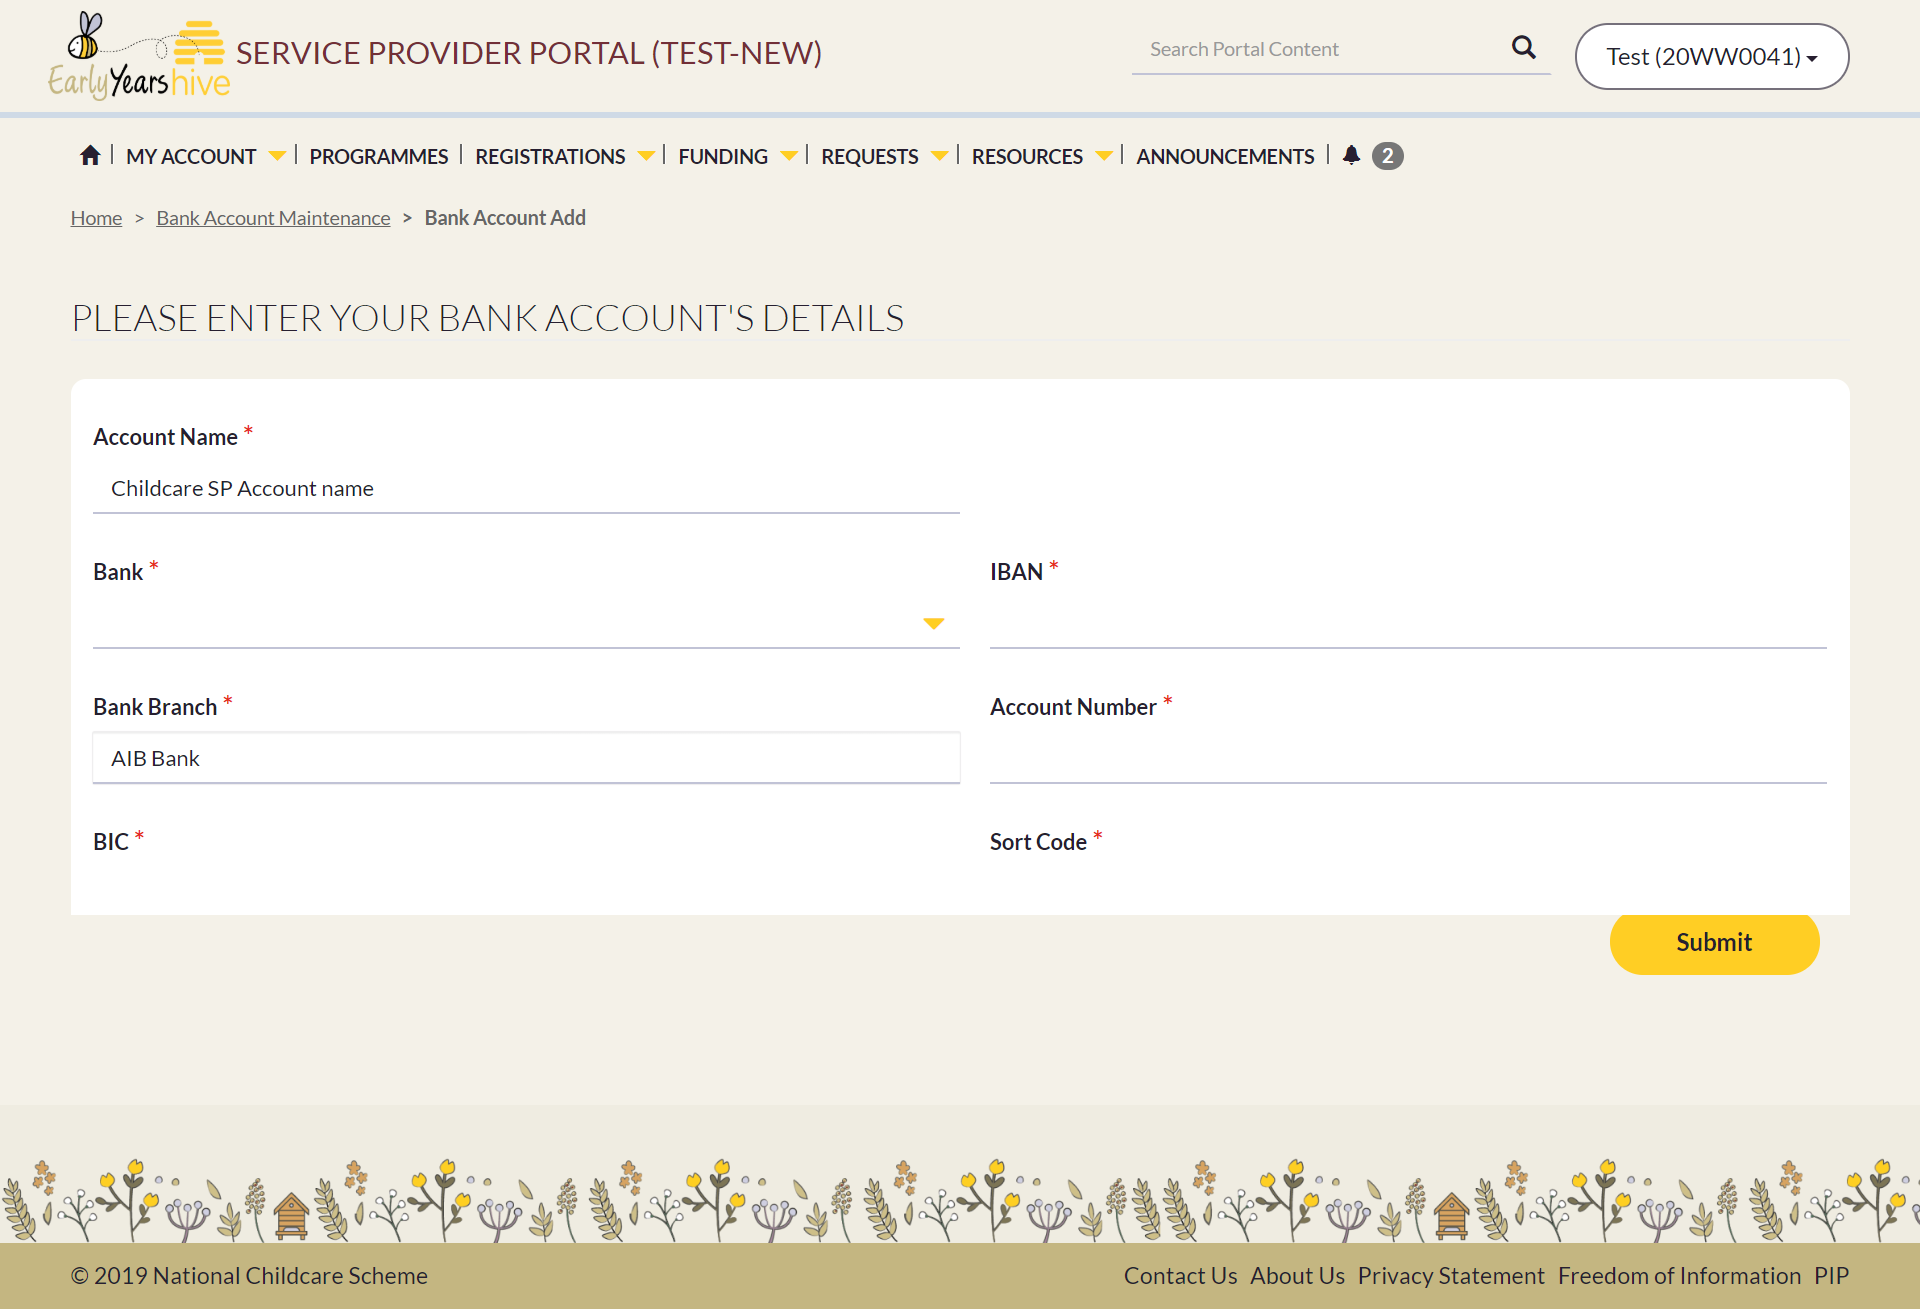 Early Years hive
SERVICE PROVIDER PORTAL (TEST-NEW)
Search Portal Content
Test (20WW0041)
MY ACCOUNT
PROGRAMMES
REGISTRATIONS
FUNDING
REQUESTS
RESOURCES
ANNOUNCEMENTS
2
Home > Bank Account Maintenance > Bank Account Add
PLEASE ENTER YOUR BANK ACCOUNT'S DETAILS
Account Name *
Childcare SP Account name
Bank *
IBAN *
Bank Branch *
AIB Bank
Account Number *
BIC *
Sort Code *
Submit
© 2019 National Childcare Scheme
Contact Us About Us Privacy Statement Freedom of Information PIP